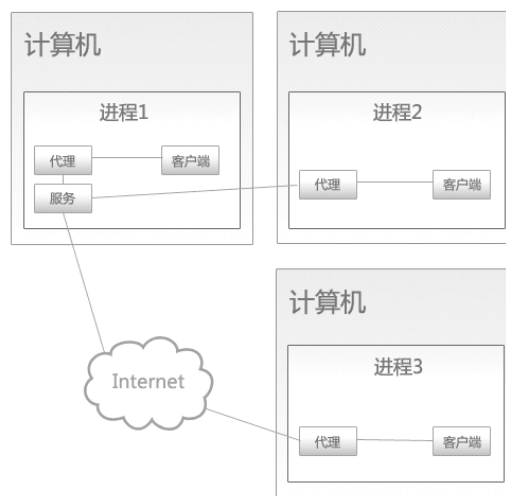 计算机
进程1
代理
客户端
服务
计算机
进程2
代理
客户端
Internet
计算机
进程3
代理
客户端